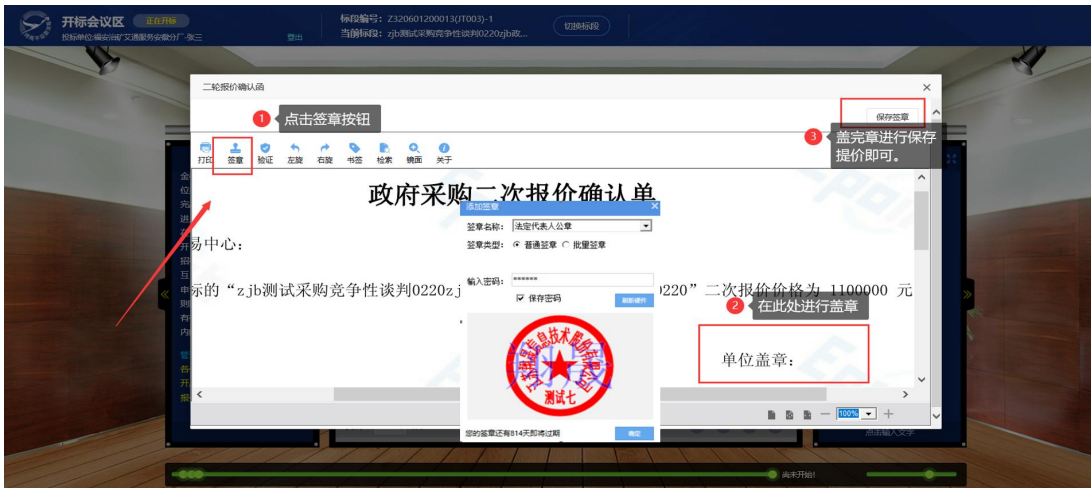 开标会议区 正在开标
标段编号：Z320601200013(JT003)-1
当前标段：zjb测试采购竞争性谈判0220zjb政...
切换标段
登出
二轮报价确认函
1 点击签章按钮
保存签章
3 盖完章进行保存
提价即可。
打印 签章 验证 左旋 右旋 书签 检索 镜面 关于
政府采购二次报价确认单
添加签章
签章名称： 法定代表人公章
易中心：
签章类型： 普通签章 批量签章
输入密码： ******
标的“zjb测试采购竞争性谈判0220zj
0220”二次报价价格为 1100000 元
保存密码 刷新硬件
2 在此处进行盖章
单位盖章：
测试七
100%
您的签章还有814天即将过期 确定
点击输入文字
尚未开始!